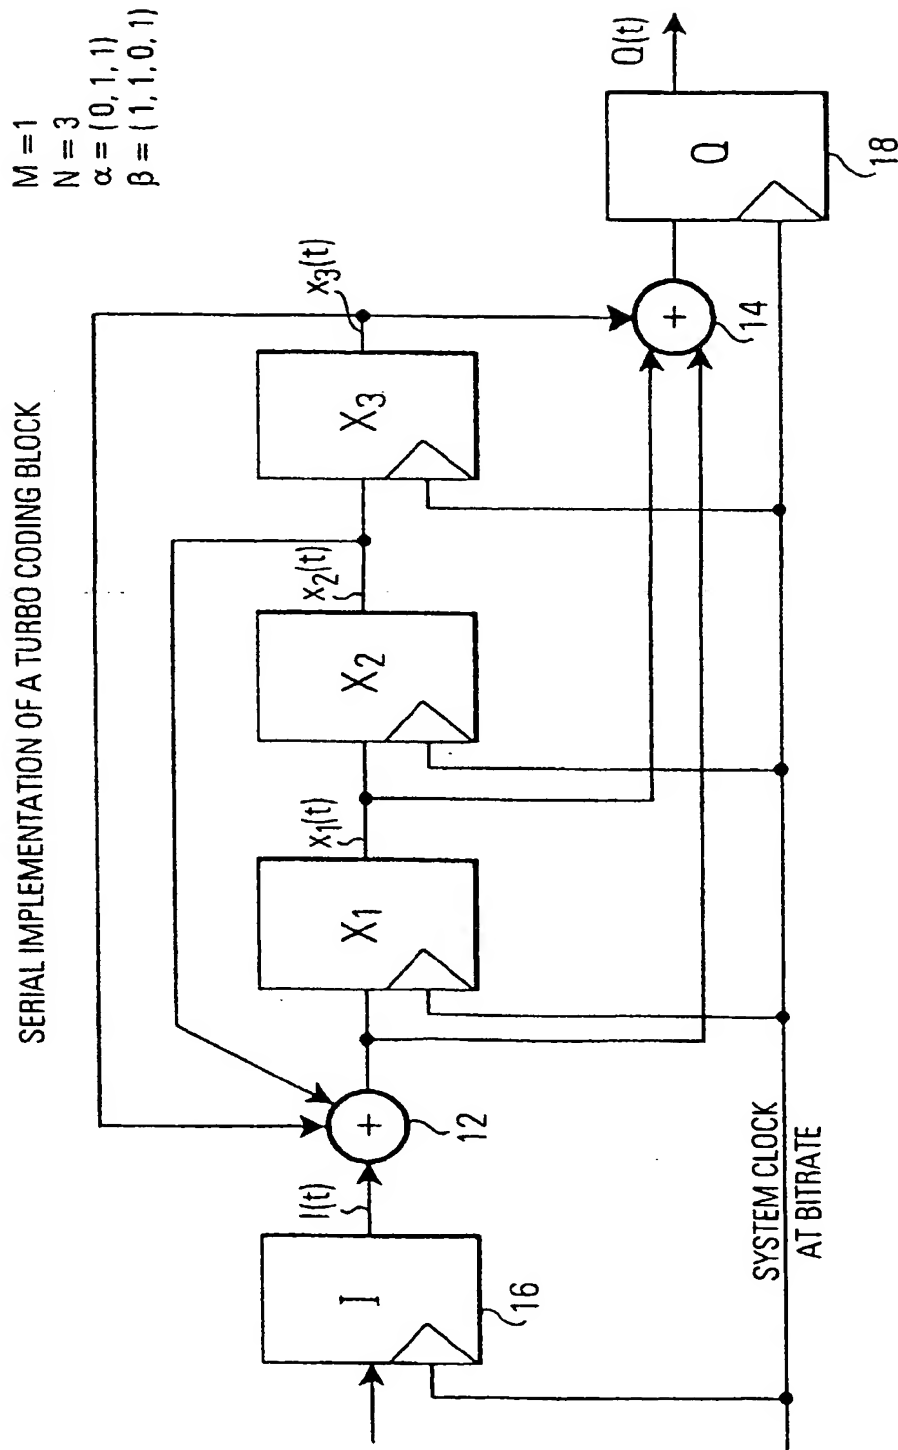 SERIAL IMPLEMENTATION OF A TURBO CODING BLOCK
M = 1
N = 3
α = (0, 1, 1)
β = (1, 1, 0, 1)
I
16
I(t)
+
12
X1
x1(t)
X2
x2(t)
X3
x3(t)
+
14
Q
18
Q(t)
SYSTEM CLOCK
AT BITRATE